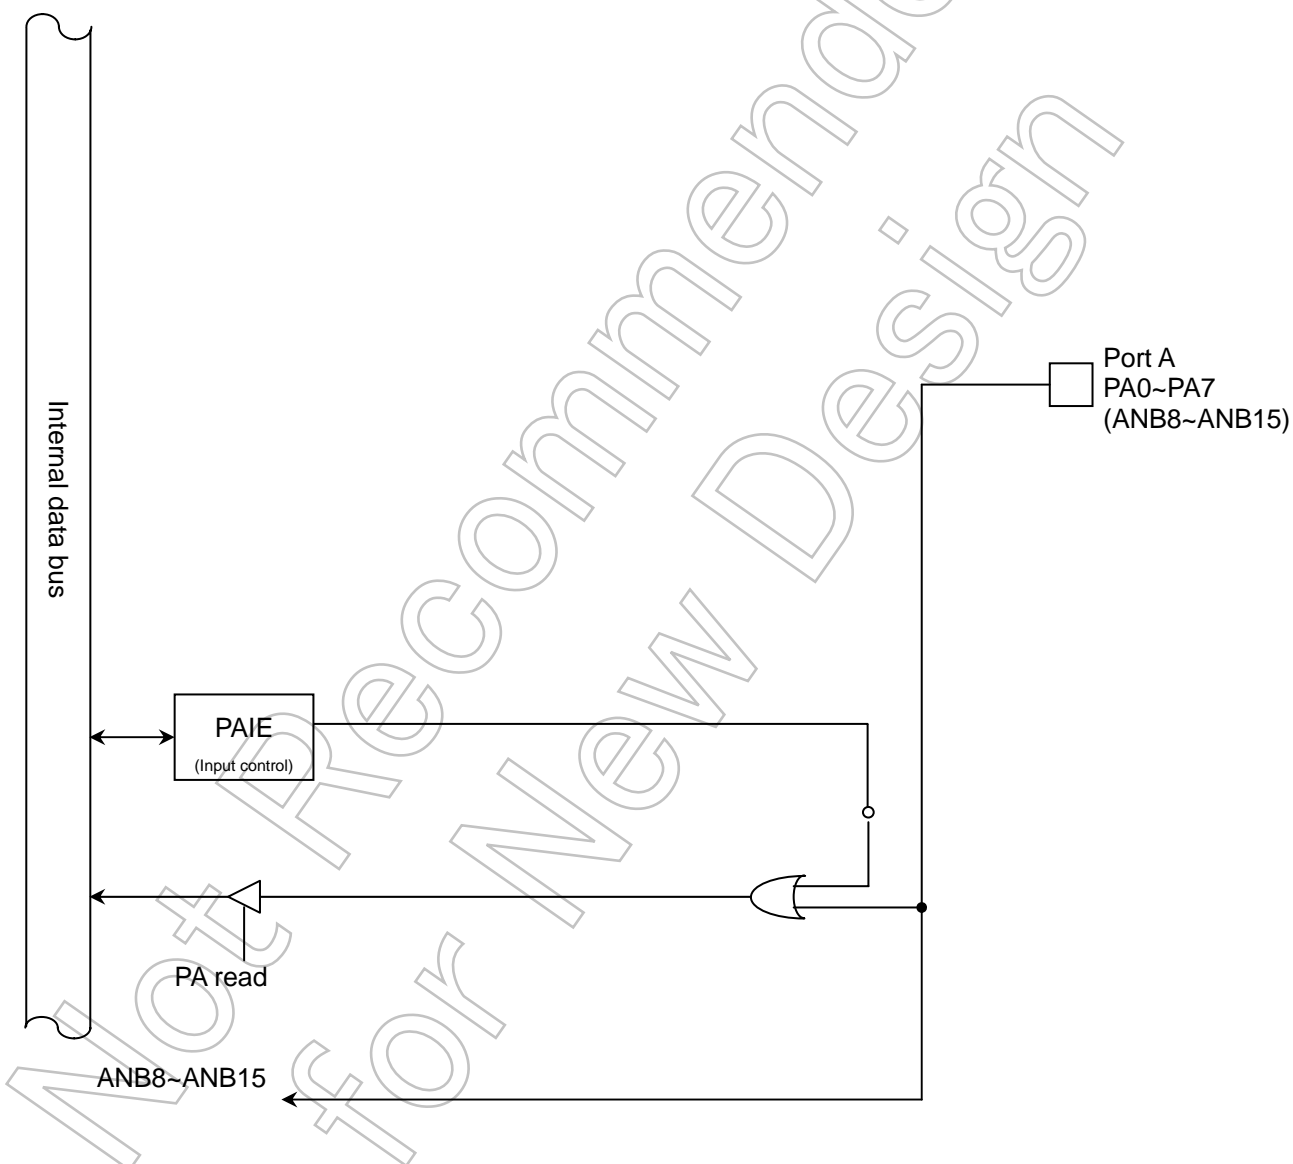 Not Recommende
for New Design
Port A
PA0~PA7
(ANB8~ANB15)
Internal data bus
PAIE
(Input control)
PA read
ANB8~ANB15